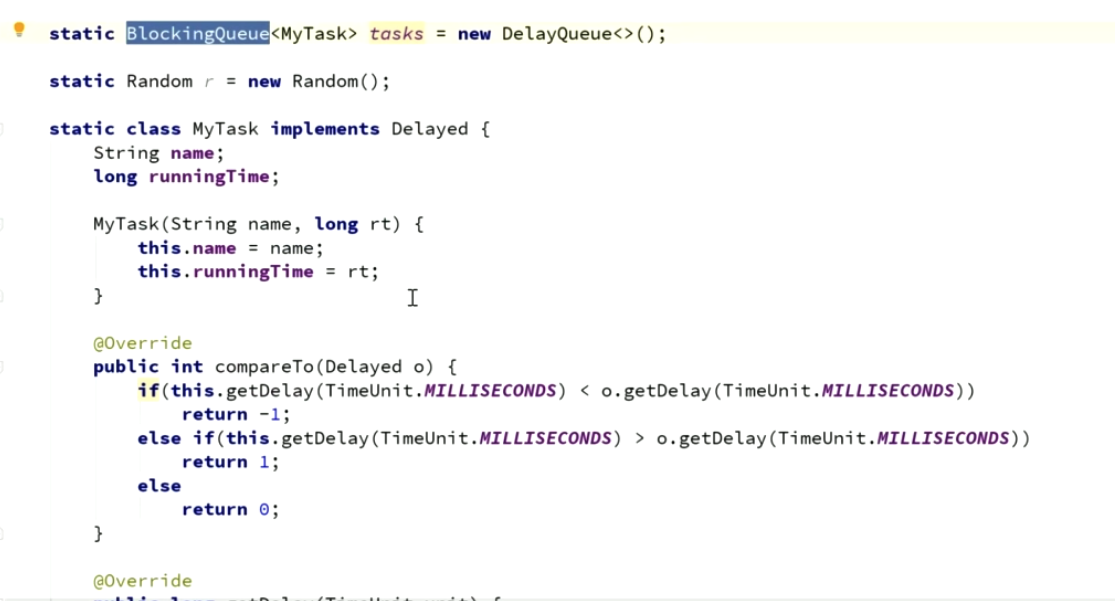 static BlockingQueue<MyTask> tasks = new DelayQueue<>();
static Random r = new Random();
static class MyTask implements Delayed {
String name;
long runningTime;
MyTask(String name, long rt) {
this.name = name;
this.runningTime = rt;
}
@Override
public int compareTo(Delayed o) {
if(this.getDelay(TimeUnit.MILLISECONDS) < o.getDelay(TimeUnit.MILLISECONDS))
return -1;
else if(this.getDelay(TimeUnit.MILLISECONDS) > o.getDelay(TimeUnit.MILLISECONDS))
return 1;
else
return 0;
}
@Override